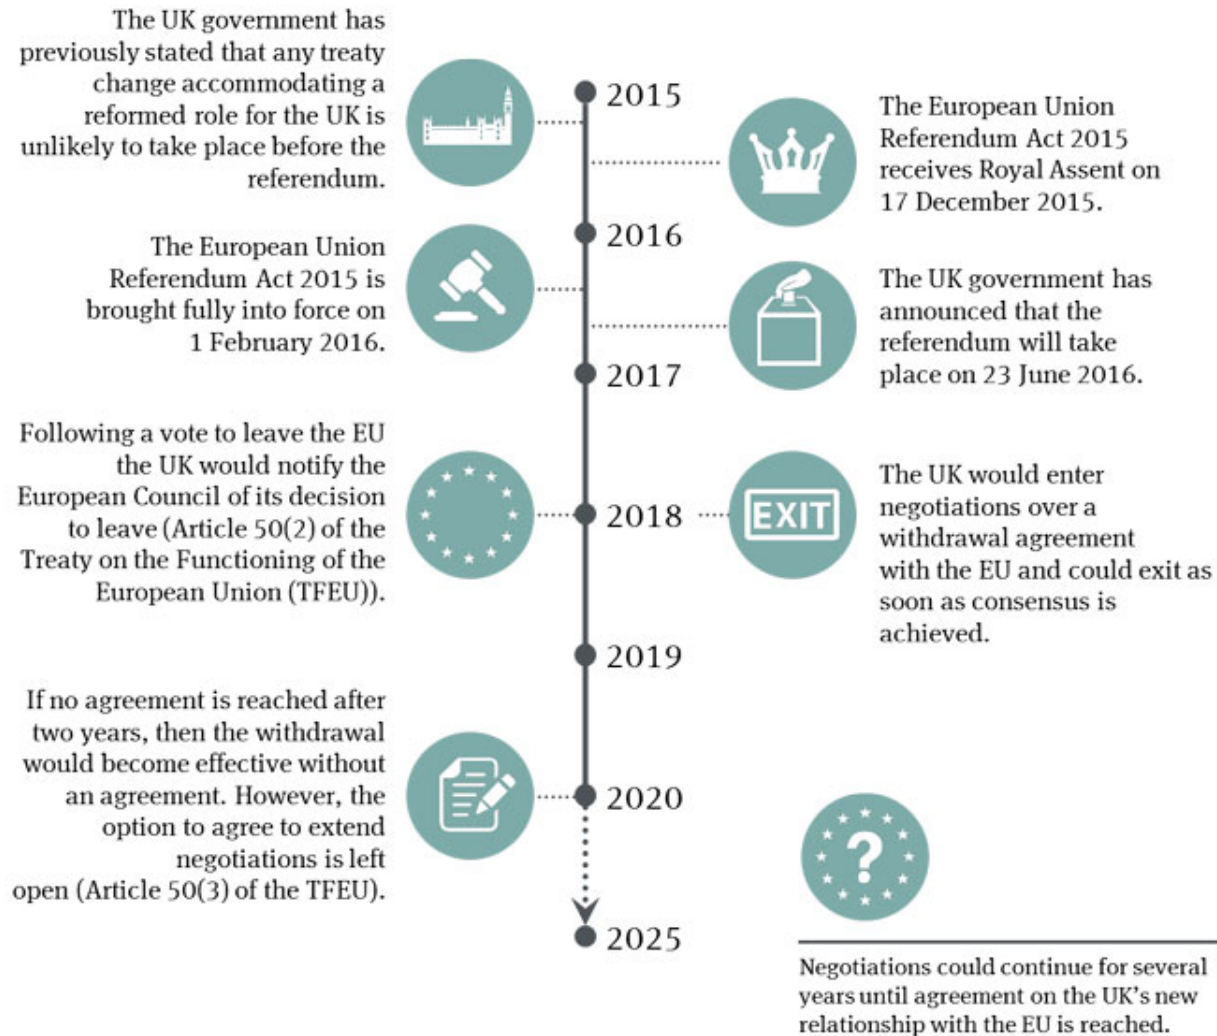 The UK government has
previously stated that any treaty
change accommodating a
reformed role for the UK is
unlikely to take place before the
referendum.
2015
The European Union
Referendum Act 2015
receives Royal Assent on
17 December 2015.
2016
The European Union
Referendum Act 2015 is
brought fully into force on
1 February 2016.
The UK government has
announced that the
referendum will take
place on 23 June 2016.
2017
Following a vote to leave the EU
the UK would notify the
European Council of its decision
to leave (Article 50(2) of the
Treaty on the Functioning of the
European Union (TFEU)).
2018
EXIT
The UK would enter
negotiations over a
withdrawal agreement
with the EU and could exit as
soon as consensus is
achieved.
2019
If no agreement is reached after
two years, then the withdrawal
would become effective without
an agreement. However, the
option to agree to extend
negotiations is left
open (Article 50(3) of the TFEU).
2020
?
2025
Negotiations could continue for several
years until agreement on the UK’s new
relationship with the EU is reached.